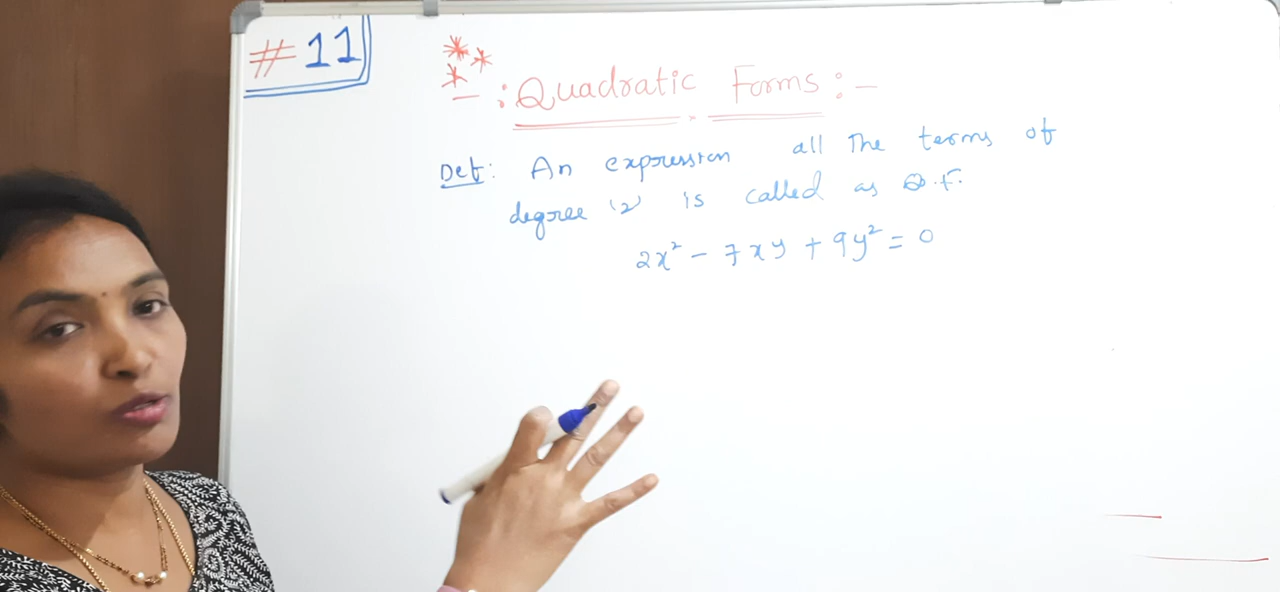 # 11
-: Quadratic Forms :-
Def: An expression all The terms of
degree '2' is called as Q.F.
2x² - 7xy + 9y² = 0